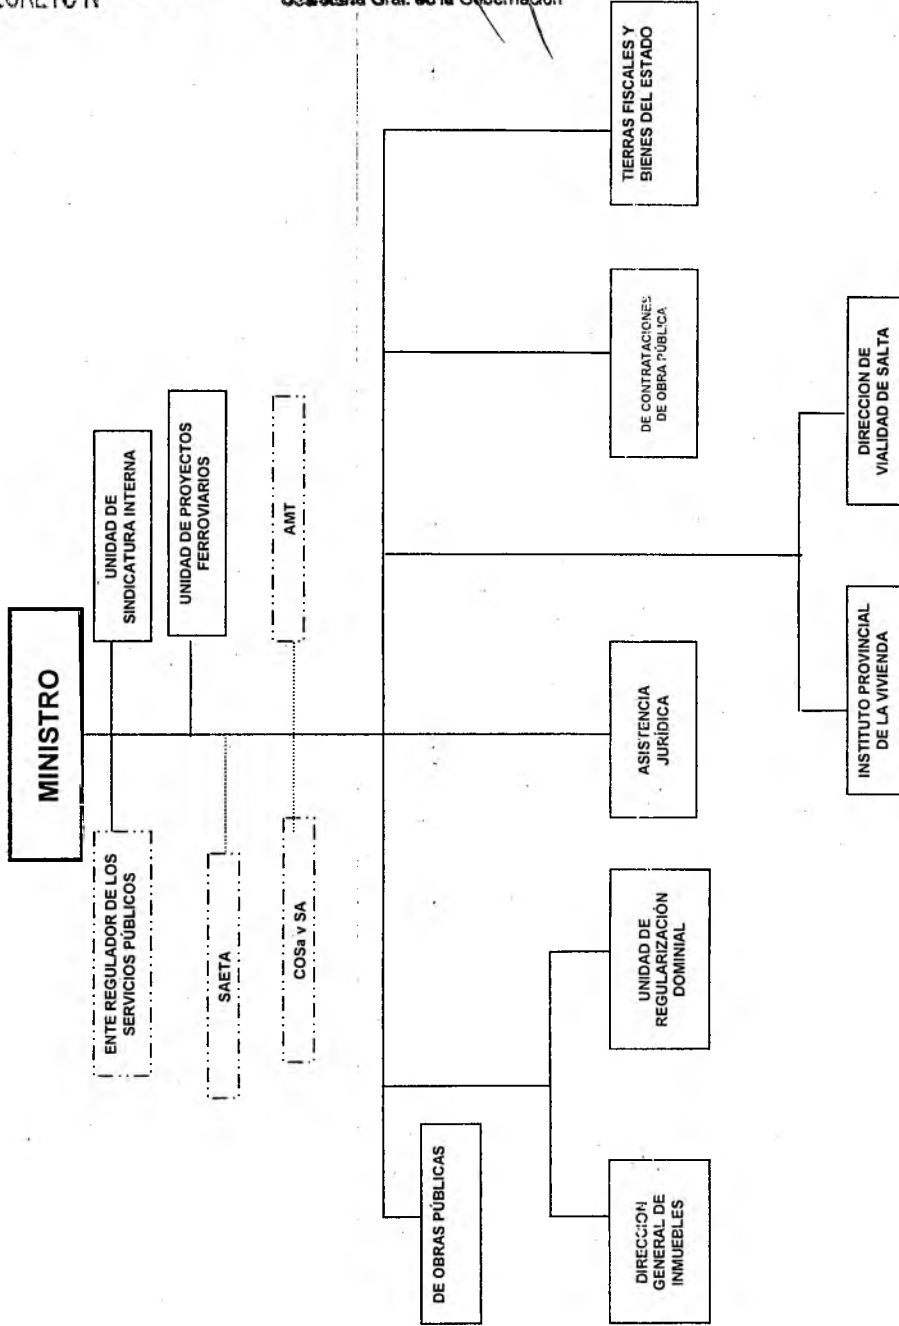 MINISTRO
ENTE REGULADOR DE LOS
SERVICIOS PÚBLICOS
UNIDAD DE
SINDICATURA INTERNA
UNIDAD DE PROYECTOS
FERROVIARIOS
SAETA
COSa y SA
AMT
DE OBRAS PÚBLICAS
DIRECCION
GENERAL DE
INMUEBLES
UNIDAD DE
REGULARIZACIÓN
DOMINIAL
ASISTENCIA
JURÍDICA
DE CONTRATACIONES
DE OBRA PÚBLICA
TIERRAS FISCALES Y
BIENES DEL ESTADO
INSTITUTO PROVINCIAL
DE LA VIVIENDA
DIRECCION DE
VIALIDAD DE SALTA
Gral. de la Gobernación